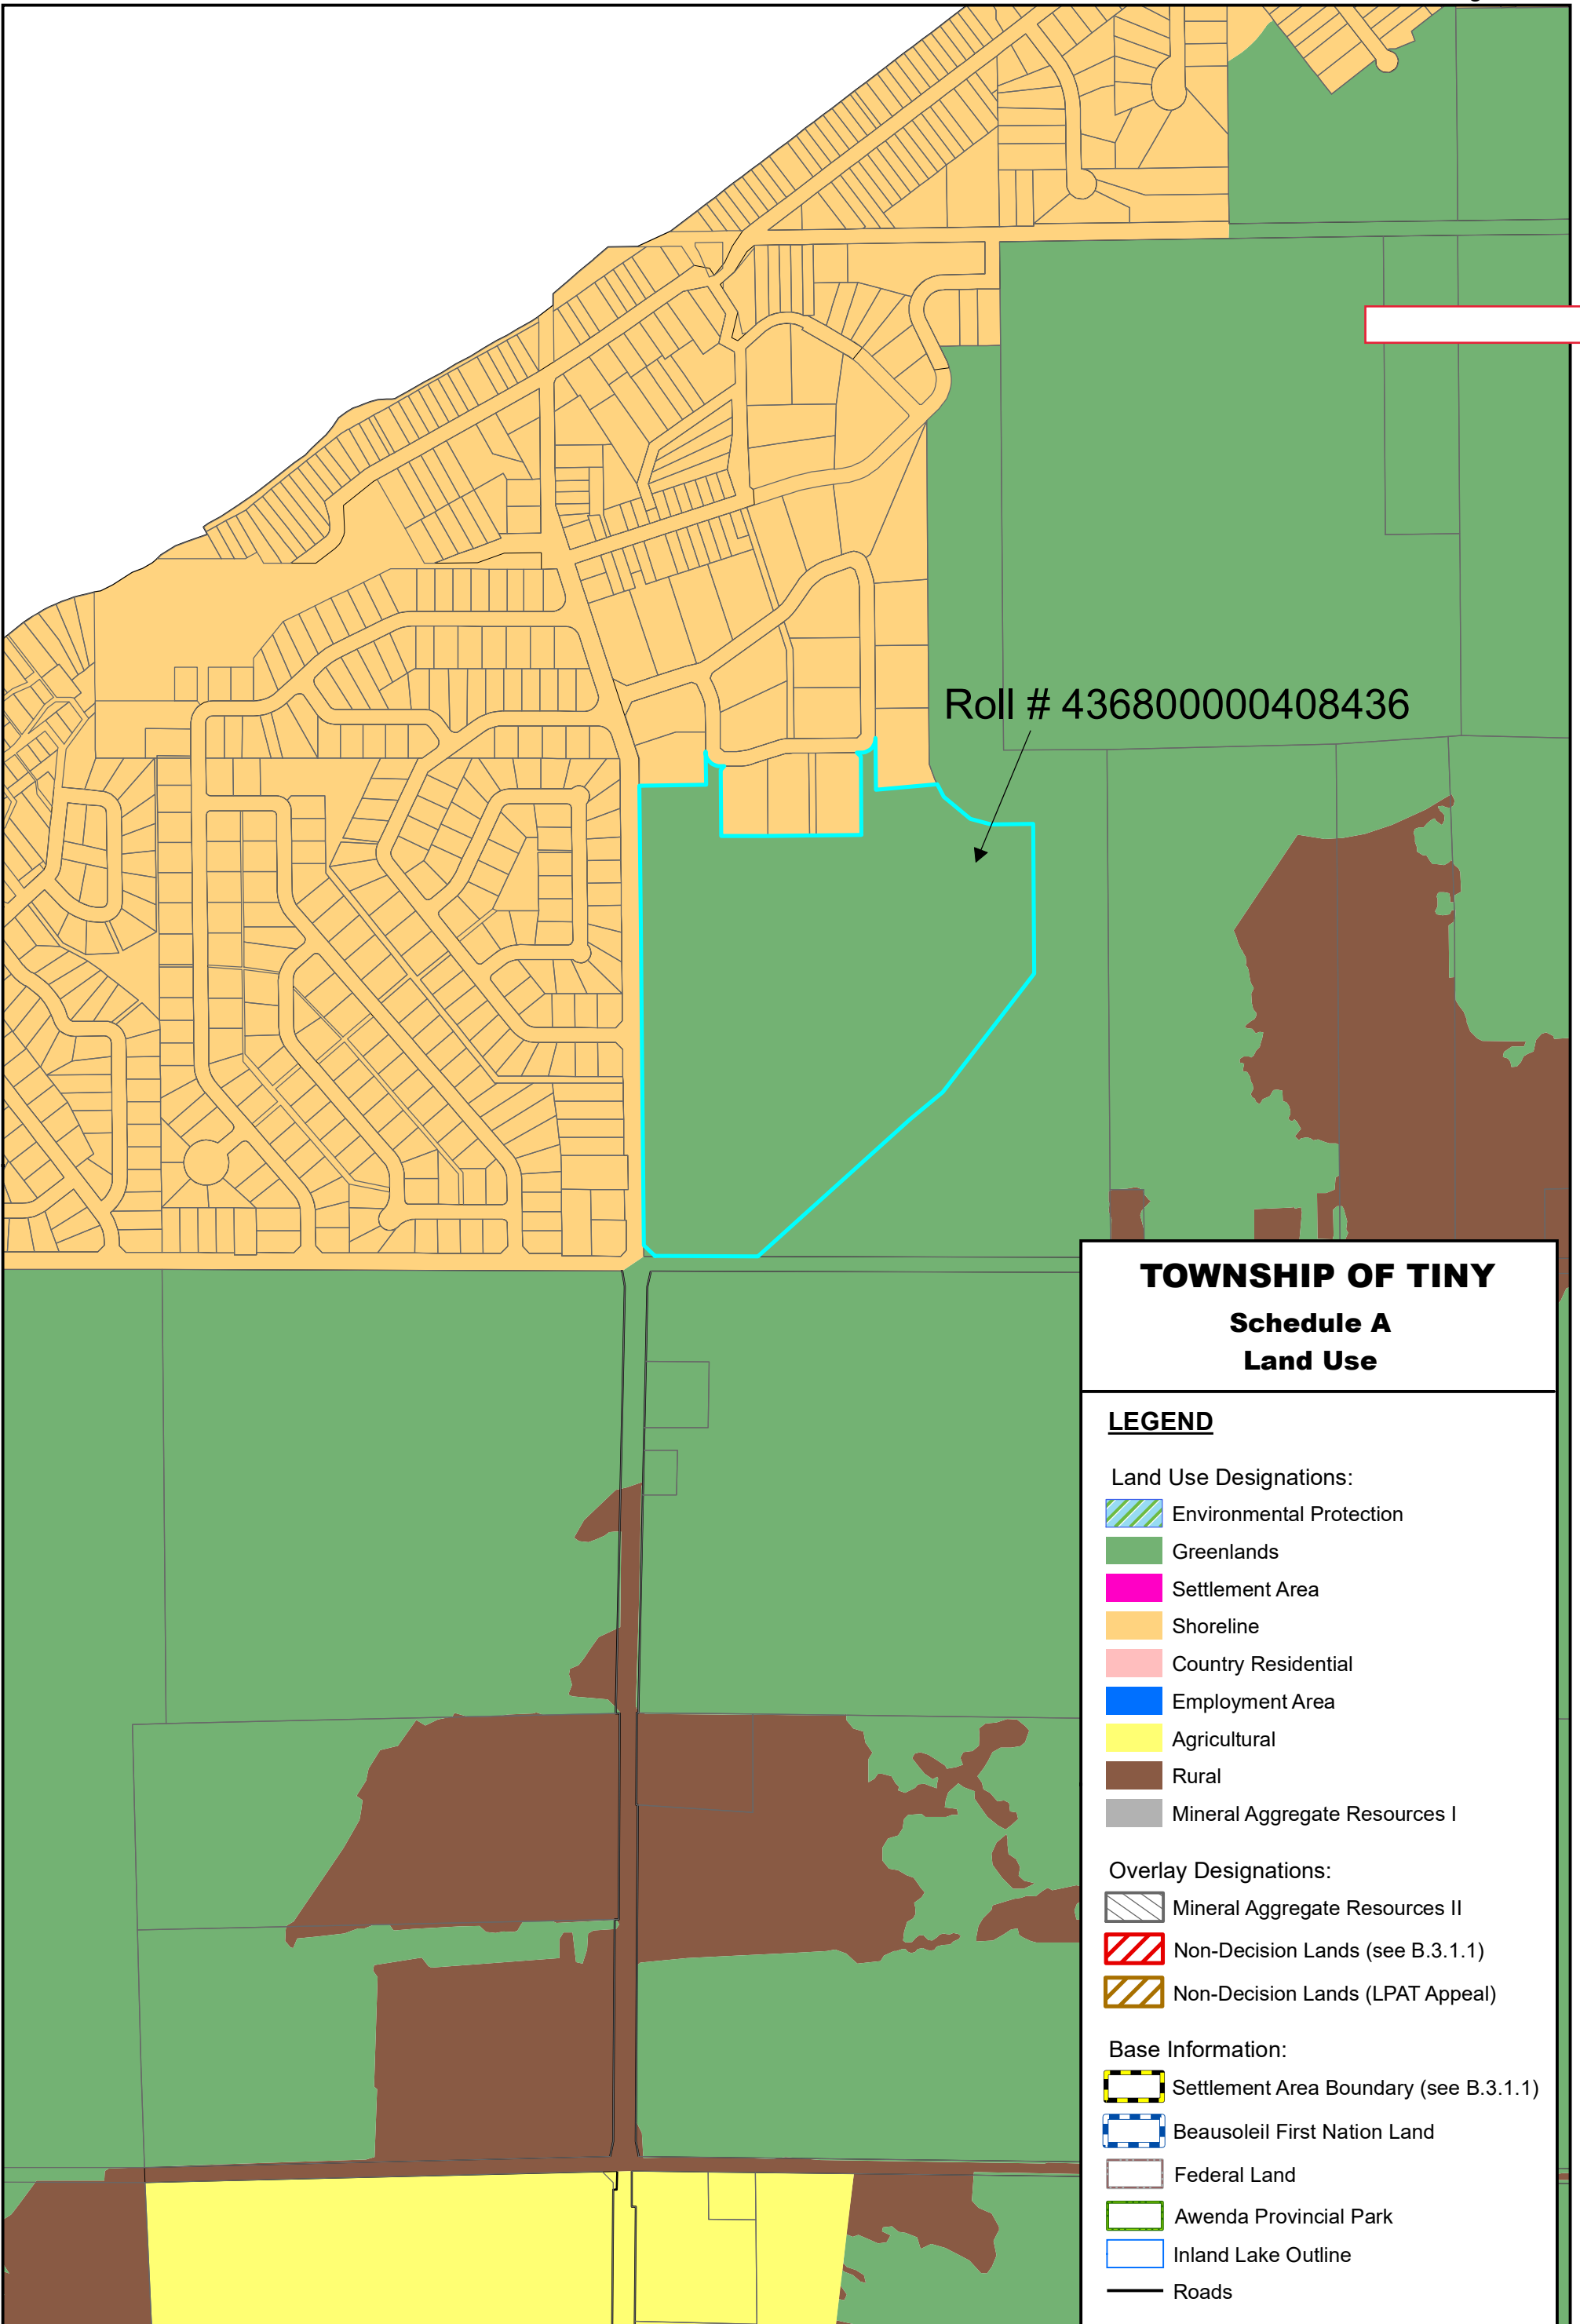 Roll # 436800000408436
TOWNSHIP OF TINY
Schedule A
Land Use
LEGEND
Land Use Designations:
Environmental Protection
Greenlands
Settlement Area
Shoreline
Country Residential
Employment Area
Agricultural
Rural
Mineral Aggregate Resources I
Overlay Designations:
Mineral Aggregate Resources II
Non-Decision Lands (see B.3.1.1)
Non-Decision Lands (LPAT Appeal)
Base Information:
Settlement Area Boundary (see B.3.1.1)
Beausoleil First Nation Land
Federal Land
Awenda Provincial Park
Inland Lake Outline
Roads